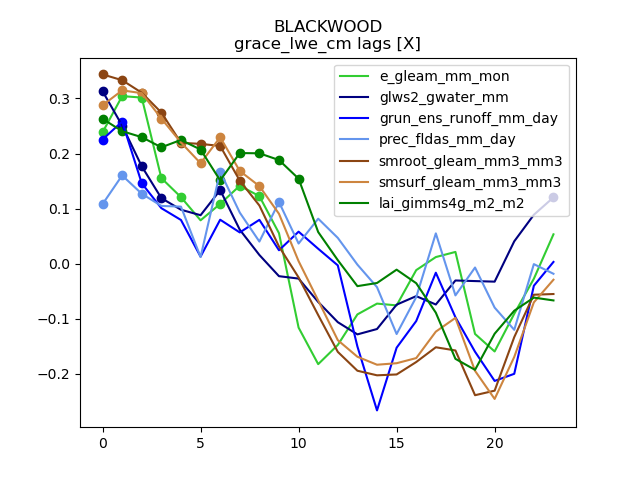 BLACKWOOD
grace_lwe_cm lags [X]
e_gleam_mm_mon
glws2_gwater_mm
grun_ens_runoff_mm_day
prec_fldas_mm_day
smroot_gleam_mm3_mm3
smsurf_gleam_mm3_mm3
lai_gimms4g_m2_m2
0.3
0.2
0.1
0.0
−0.1
−0.2
0 5 10 15 20